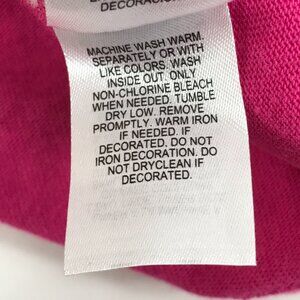 DECORACIÓN
MACHINE WASH WARM.
SEPARATELY OR WITH
LIKE COLORS. WASH
INSIDE OUT. ONLY
NON-CHLORINE BLEACH
WHEN NEEDED. TUMBLE
DRY LOW. REMOVE
PROMPTLY. WARM IRON
IF NEEDED. IF
DECORATED. DO NOT
IRON DECORATION. DO
NOT DRYCLEAN IF
DECORATED.